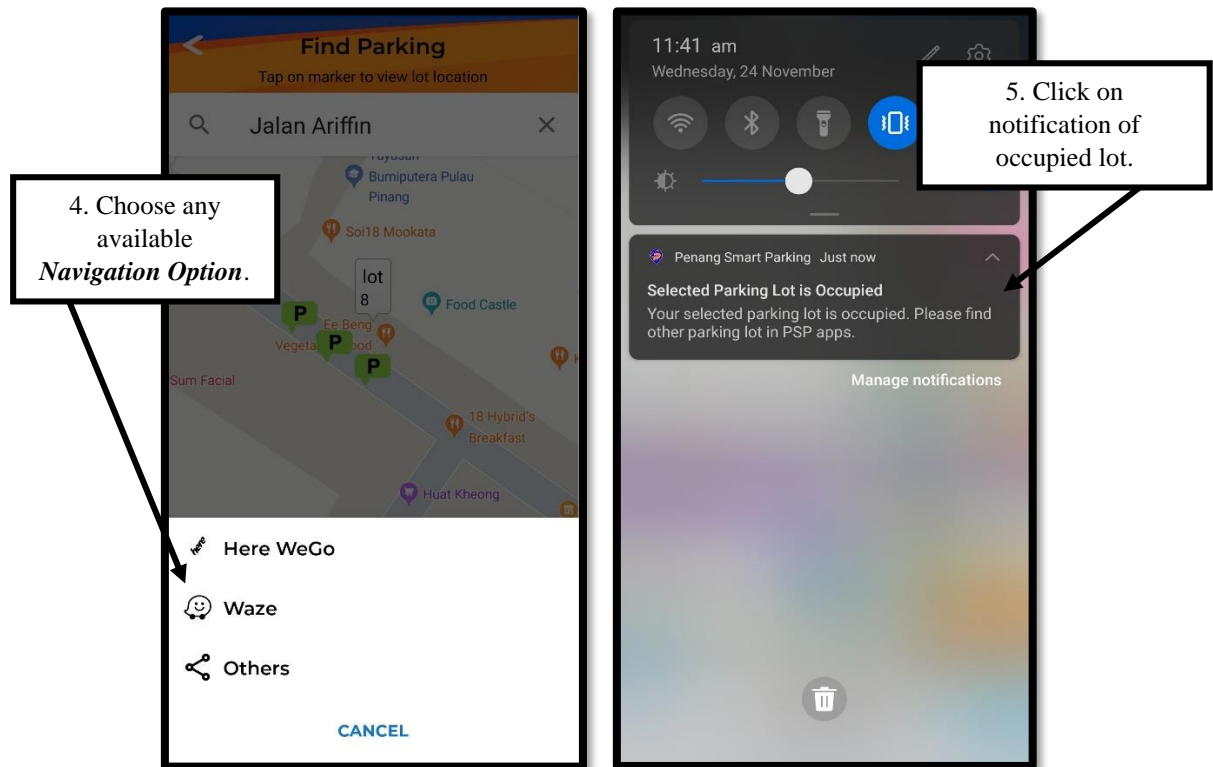 Find Parking
Tap on marker to view lot location
Jalan Ariffin
Bumiputera Pulau
Pinang
Soi18 Mookata
lot
8
Food Castle
P
Ee Beng
P
P
Sum Facial
18 Hybrid's
Breakfast
Huat Kheong
here
Here WeGo
Waze
Others
CANCEL
4. Choose any
available
Navigation Option.
11:41 am
Wednesday, 24 November
5. Click on
notification of
occupied lot.
Penang Smart Parking Just now
Selected Parking Lot is Occupied
Your selected parking lot is occupied. Please find
other parking lot in PSP apps.
Manage notifications